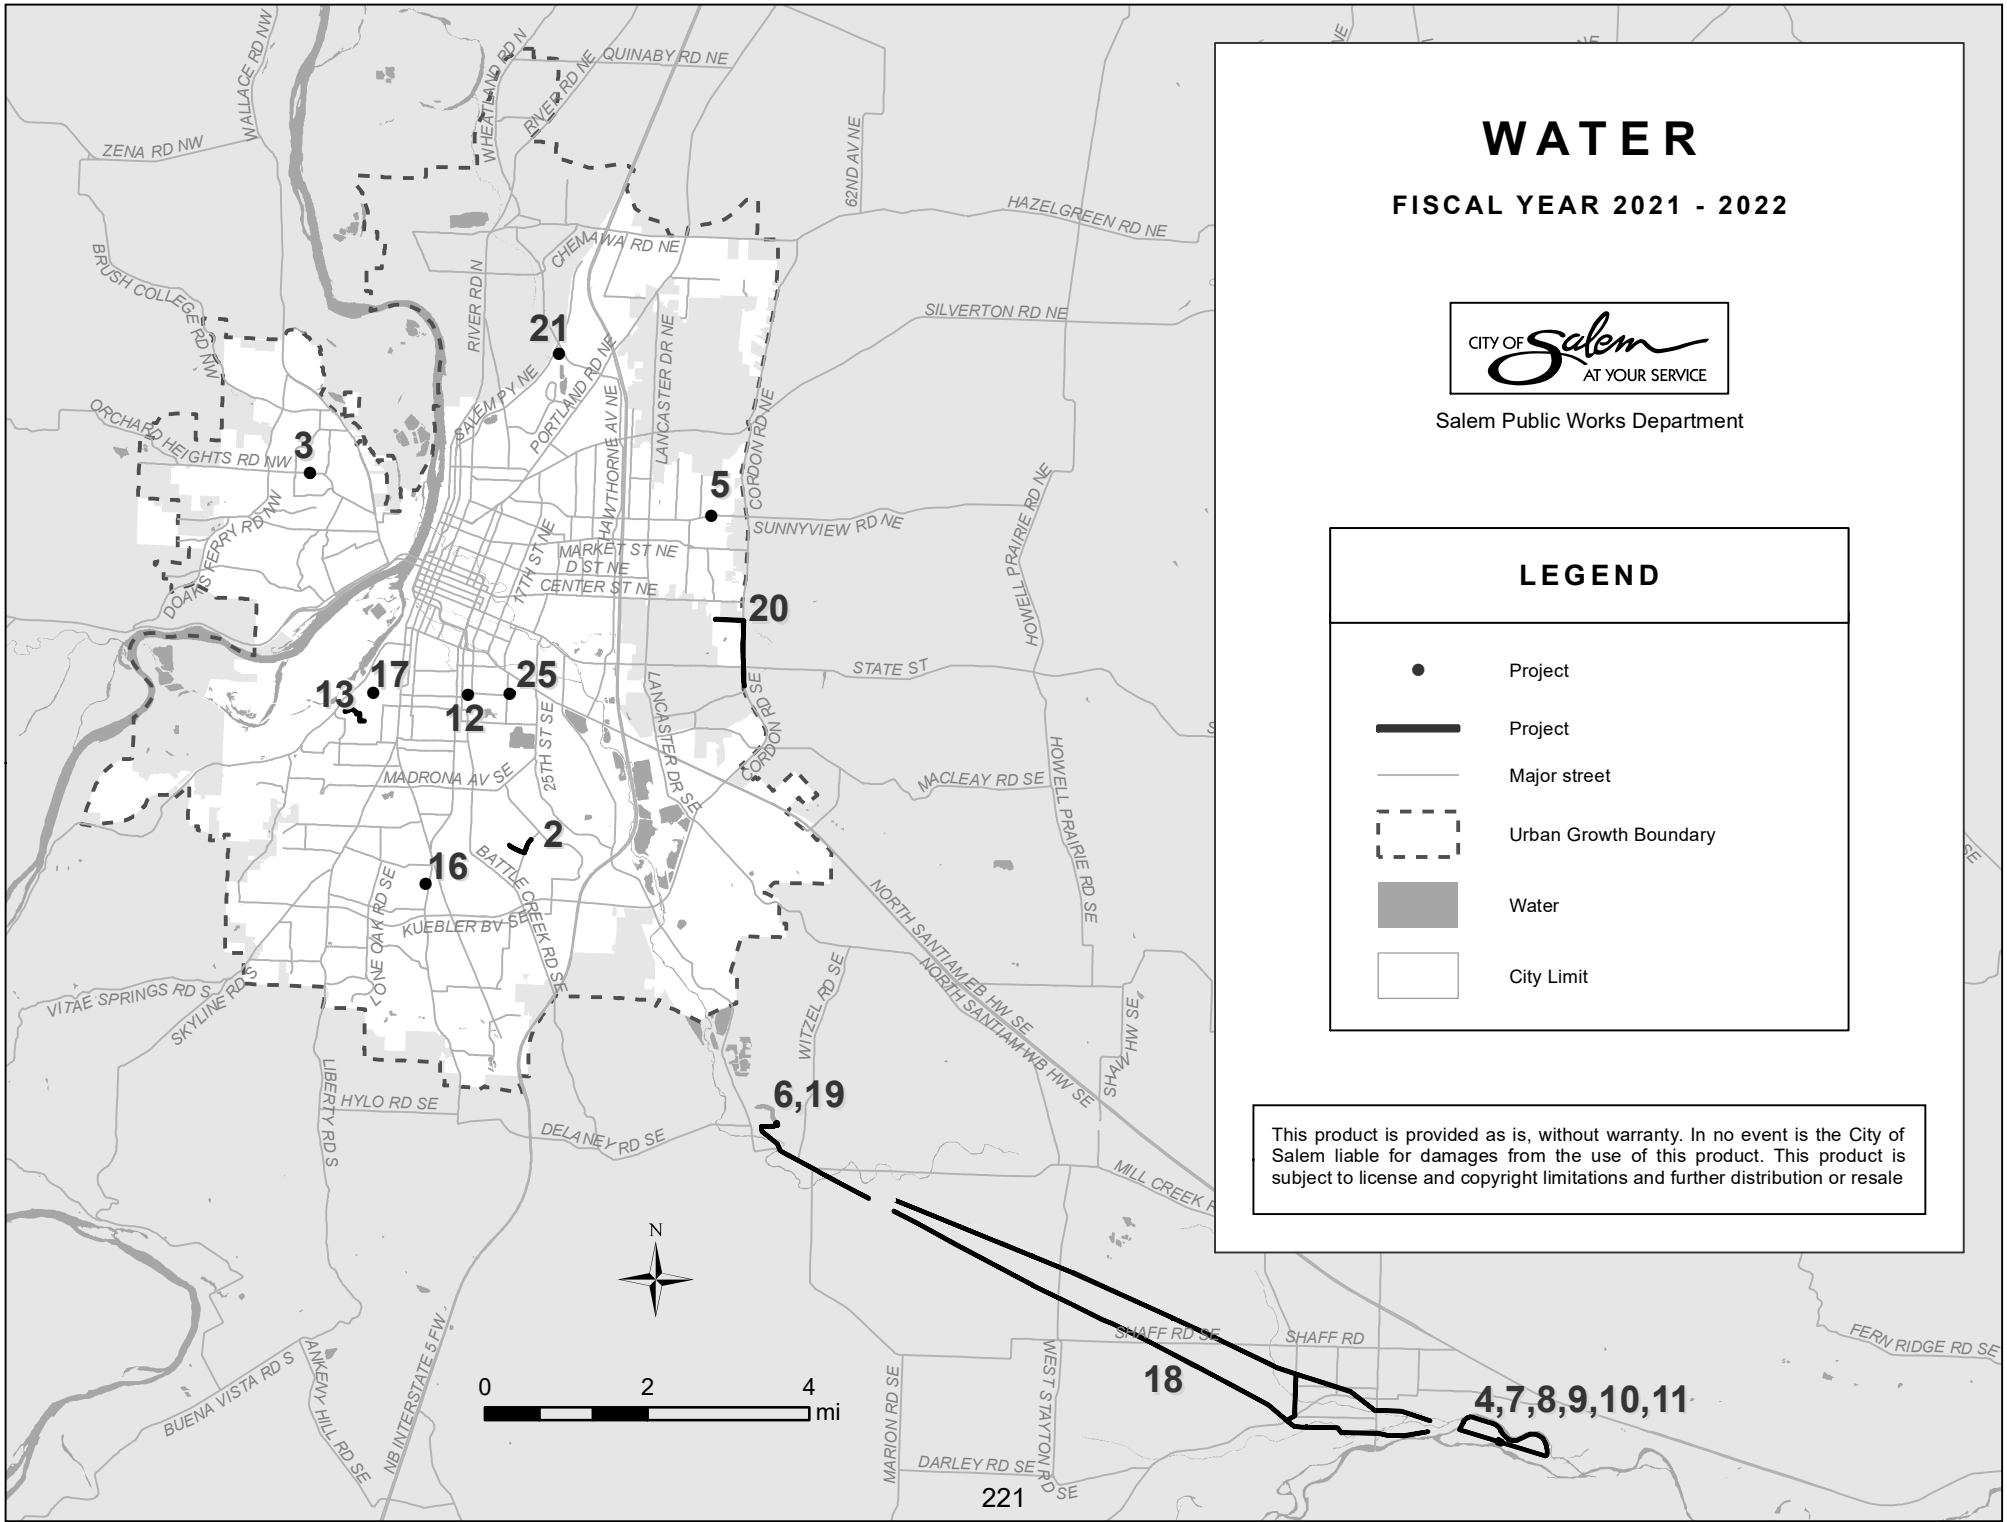 WATER
FISCAL YEAR 2021 - 2022
CITY OF Salem
AT YOUR SERVICE
Salem Public Works Department
LEGEND
Project
Project
Major street
Urban Growth Boundary
Water
City Limit
This product is provided as is, without warranty. In no event is the City of
Salem liable for damages from the use of this product. This product is
subject to license and copyright limitations and further distribution or resale
WALLACE RD NW
WHEATLAND RD N
RIVER RD NE
QUINABY RD NE
NE
NE
ZENA RD NW
62ND AV NE
HAZELGREEN RD NE
CHEMAWA RD NE
BRUSH COLLEGE RD NW
RIVER RD N
SILVERTON RD NE
21
LANCASTER DR NE
PORTLAND RD NE
SALEM PY NE
HAWTHORNE AV NE
CORDON RD NE
ORCHARD HEIGHTS RD NW
3
5
HOWELL PRAIRIE RD NE
SUNNYVIEW RD NE
DOAKS FERRY RD NW
17TH ST NE
MARKET ST NE
D ST NE
CENTER ST NE
20
STATE ST
17
25
13
12
LANCASTER DR SE
CORDON RD SE
25TH ST SE
MADRONA AV SE
MACLEAY RD SE
HOWELL PRAIRIE RD SE
2
16
BATTLE CREEK RD SE
LONE OAK RD SE
KUEBLER BV SE
NORTH SANTIAM EB HW SE
NORTH SANTIAM WB HW SE
SE
VITAE SPRINGS RD S
SKYLINE RD S
WITZEL RD SE
SHAW HW SE
LIBERTY RD S
HYLO RD SE
6,19
DELANEY RD SE
MILL CREEK R
N
SHAFF RD SE
SHAFF RD
FERN RIDGE RD SE
BUENA VISTA RD S
ANKENY HILL RD SE
NB INTERSTATE 5 FW
0 2 4
mi
MARION RD SE
WEST STAYTON RD SE
18
4,7,8,9,10,11
DARLEY RD SE
221